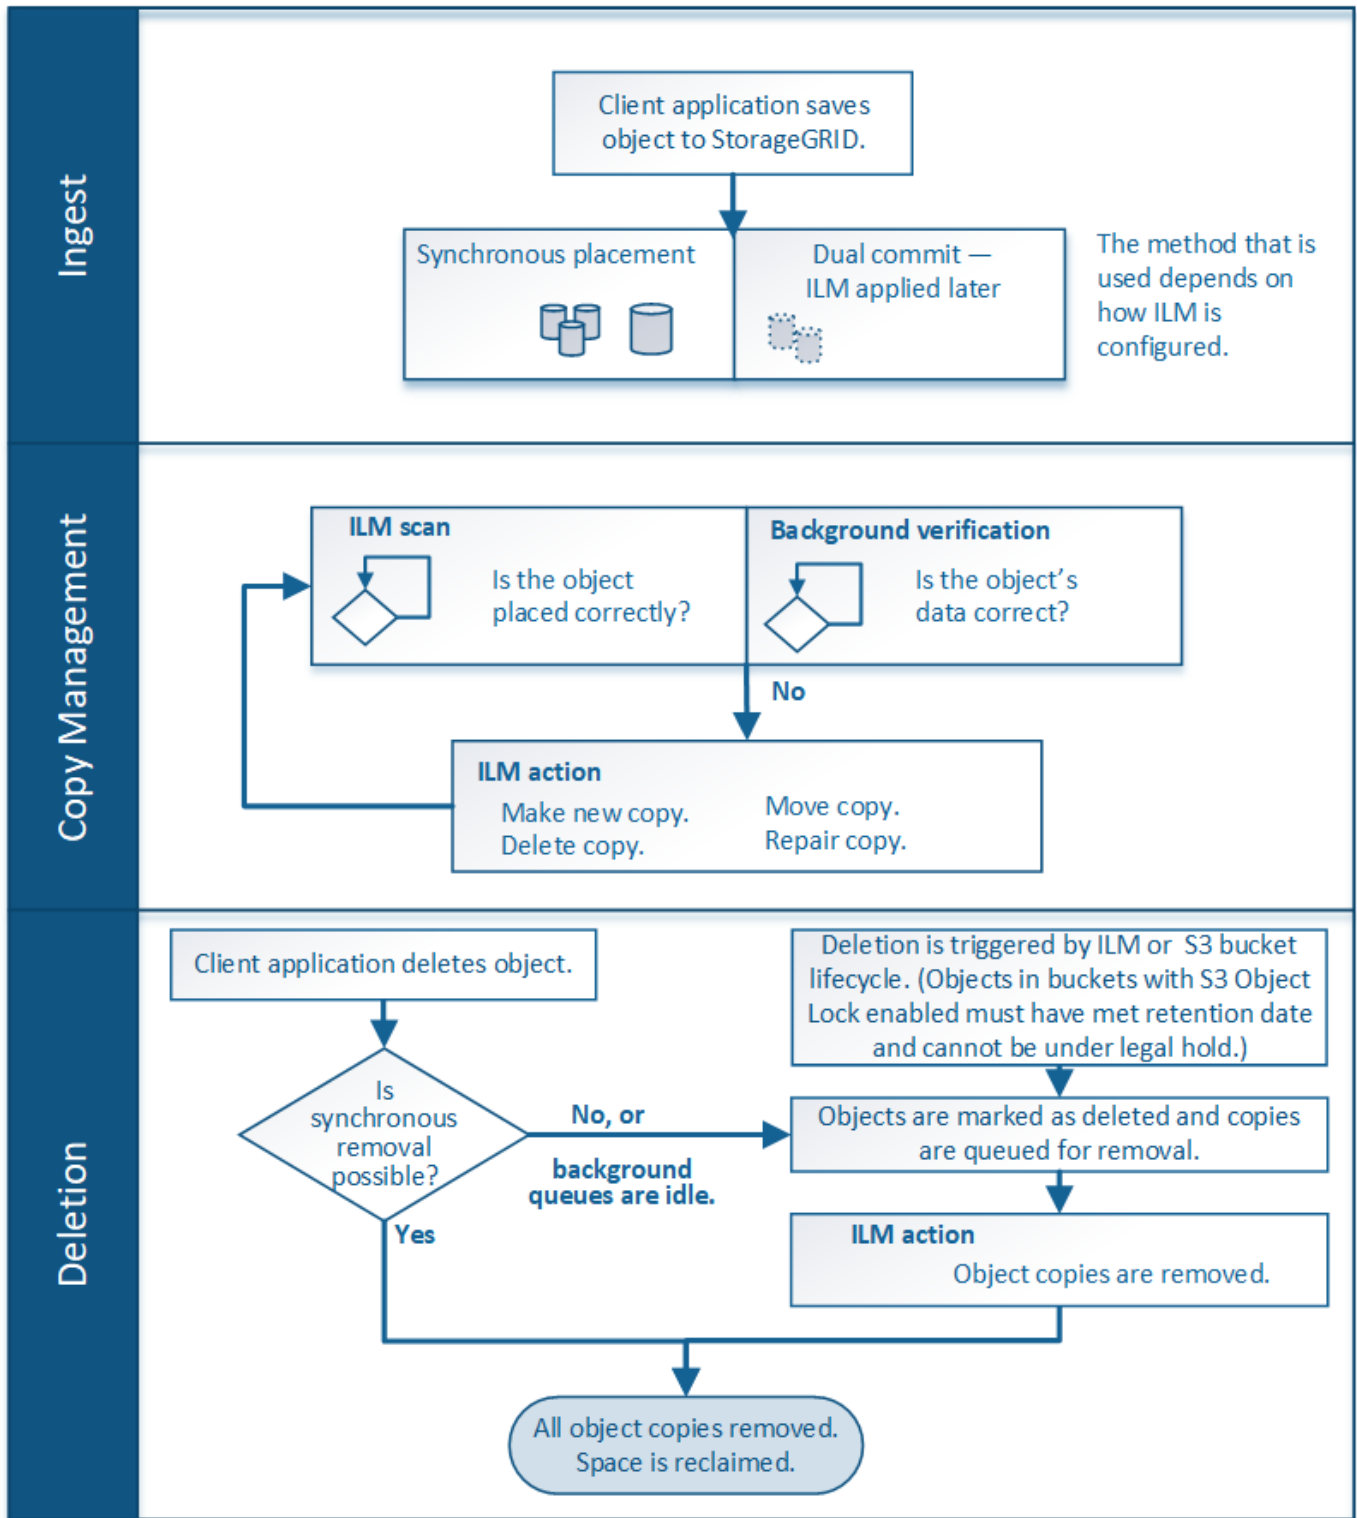 Ingest
Client application saves
object to StorageGRID.
Synchronous placement
Dual commit —
ILM applied later
The method that is
used depends on
how ILM is
configured.
Copy Management
ILM scan
Is the object
placed correctly?
Background verification
Is the object's
data correct?
No
ILM action
Make new copy.
Delete copy.
Move copy.
Repair copy.
Deletion
Client application deletes object.
Is
synchronous
removal
possible?
No, or
background
queues are idle.
Yes
Deletion is triggered by ILM or S3 bucket
lifecycle. (Objects in buckets with S3 Object
Lock enabled must have met retention date
and cannot be under legal hold.)
Objects are marked as deleted and copies
are queued for removal.
ILM action
Object copies are removed.
All object copies removed.
Space is reclaimed.